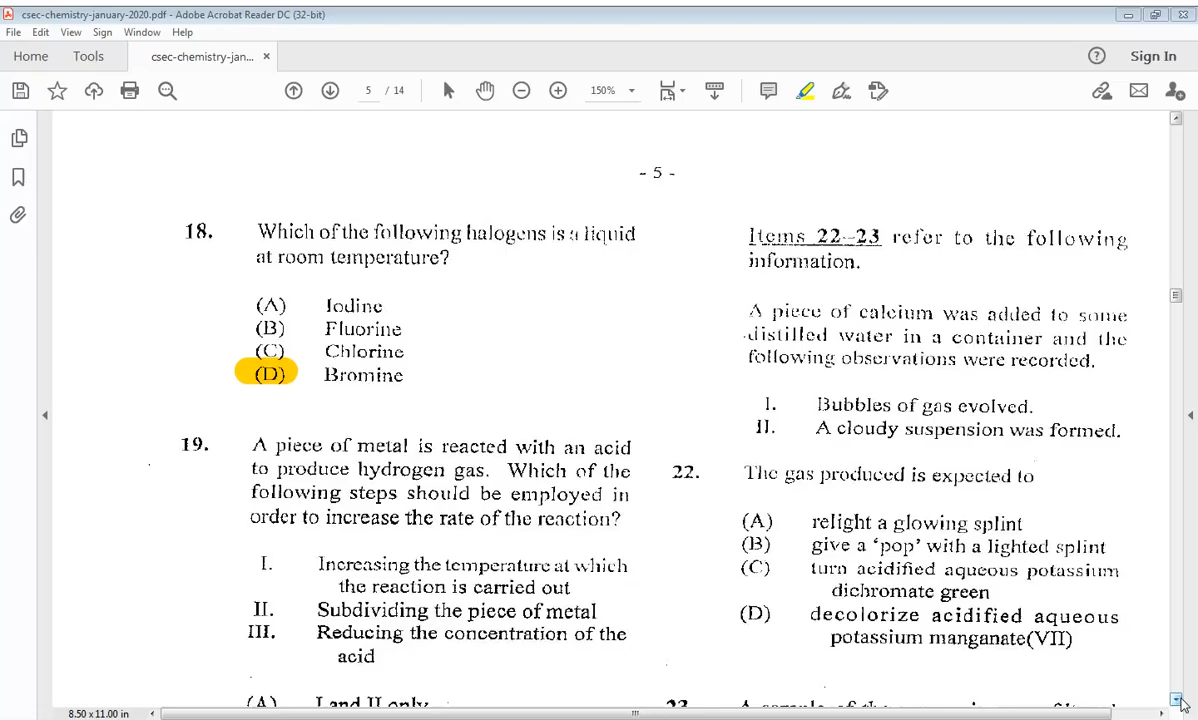 csec-chemistry-january-2020.pdf - Adobe Acrobat Reader DC (32-bit)
File Edit View Sign Window Help
Home Tools csec-chemistry-jan... × Sign In
5 / 14 150%
- 5 -
18. Which of the following halogens is a liquid
at room temperature?
(A) Iodine
(B) Fluorine
(C) Chlorine
(D) Bromine
19. A piece of metal is reacted with an acid
to produce hydrogen gas. Which of the
following steps should be employed in
order to increase the rate of the reaction?
I. Increasing the temperature at which
the reaction is carried out
II. Subdividing the piece of metal
III. Reducing the concentration of the
acid
(A) I and II only
Items 22–23 refer to the following
information.
A piece of calcium was added to some
distilled water in a container and the
following observations were recorded.
I. Bubbles of gas evolved.
II. A cloudy suspension was formed.
22. The gas produced is expected to
(A) relight a glowing splint
(B) give a ‘pop’ with a lighted splint
(C) turn acidified aqueous potassium
dichromate green
(D) decolorize acidified aqueous
potassium manganate(VII)
23. A sample of the
8.50 x 11.00 in